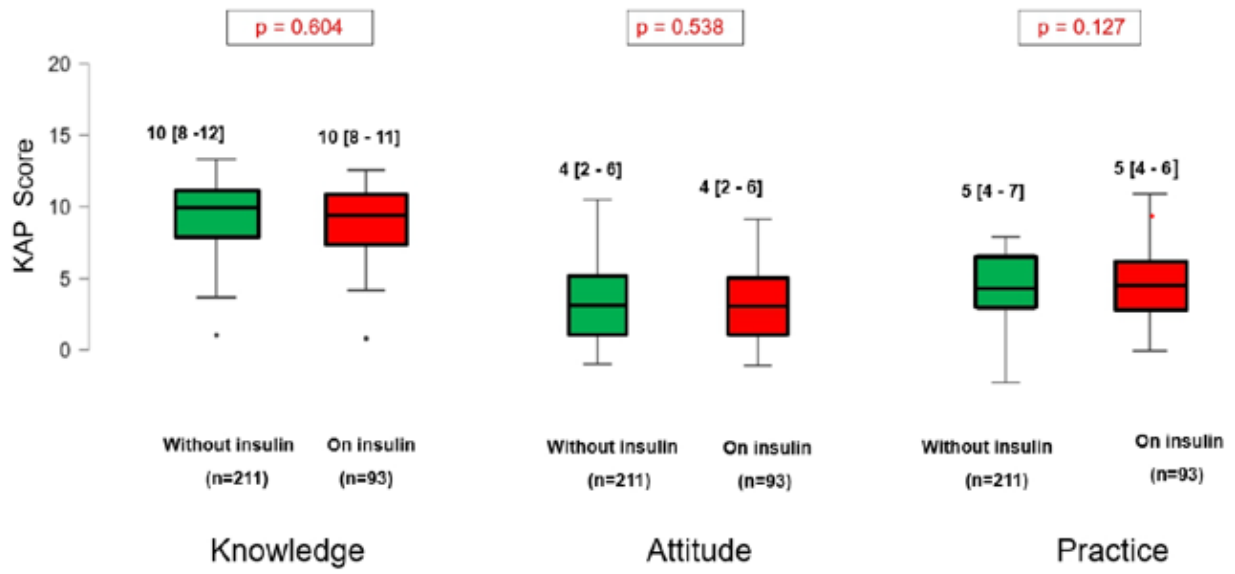 p = 0.604
p = 0.538
p = 0.127
KAP Score
20
15
10
5
0
10 [8 -12]
10 [8 - 11]
4 [2 - 6]
4 [2 - 6]
5 [4 - 7]
5 [4 - 6]
Without insulin
(n=211)
On insulin
(n=93)
Without insulin
(n=211)
On insulin
(n=93)
Without insulin
(n=211)
On insulin
(n=93)
Knowledge
Attitude
Practice